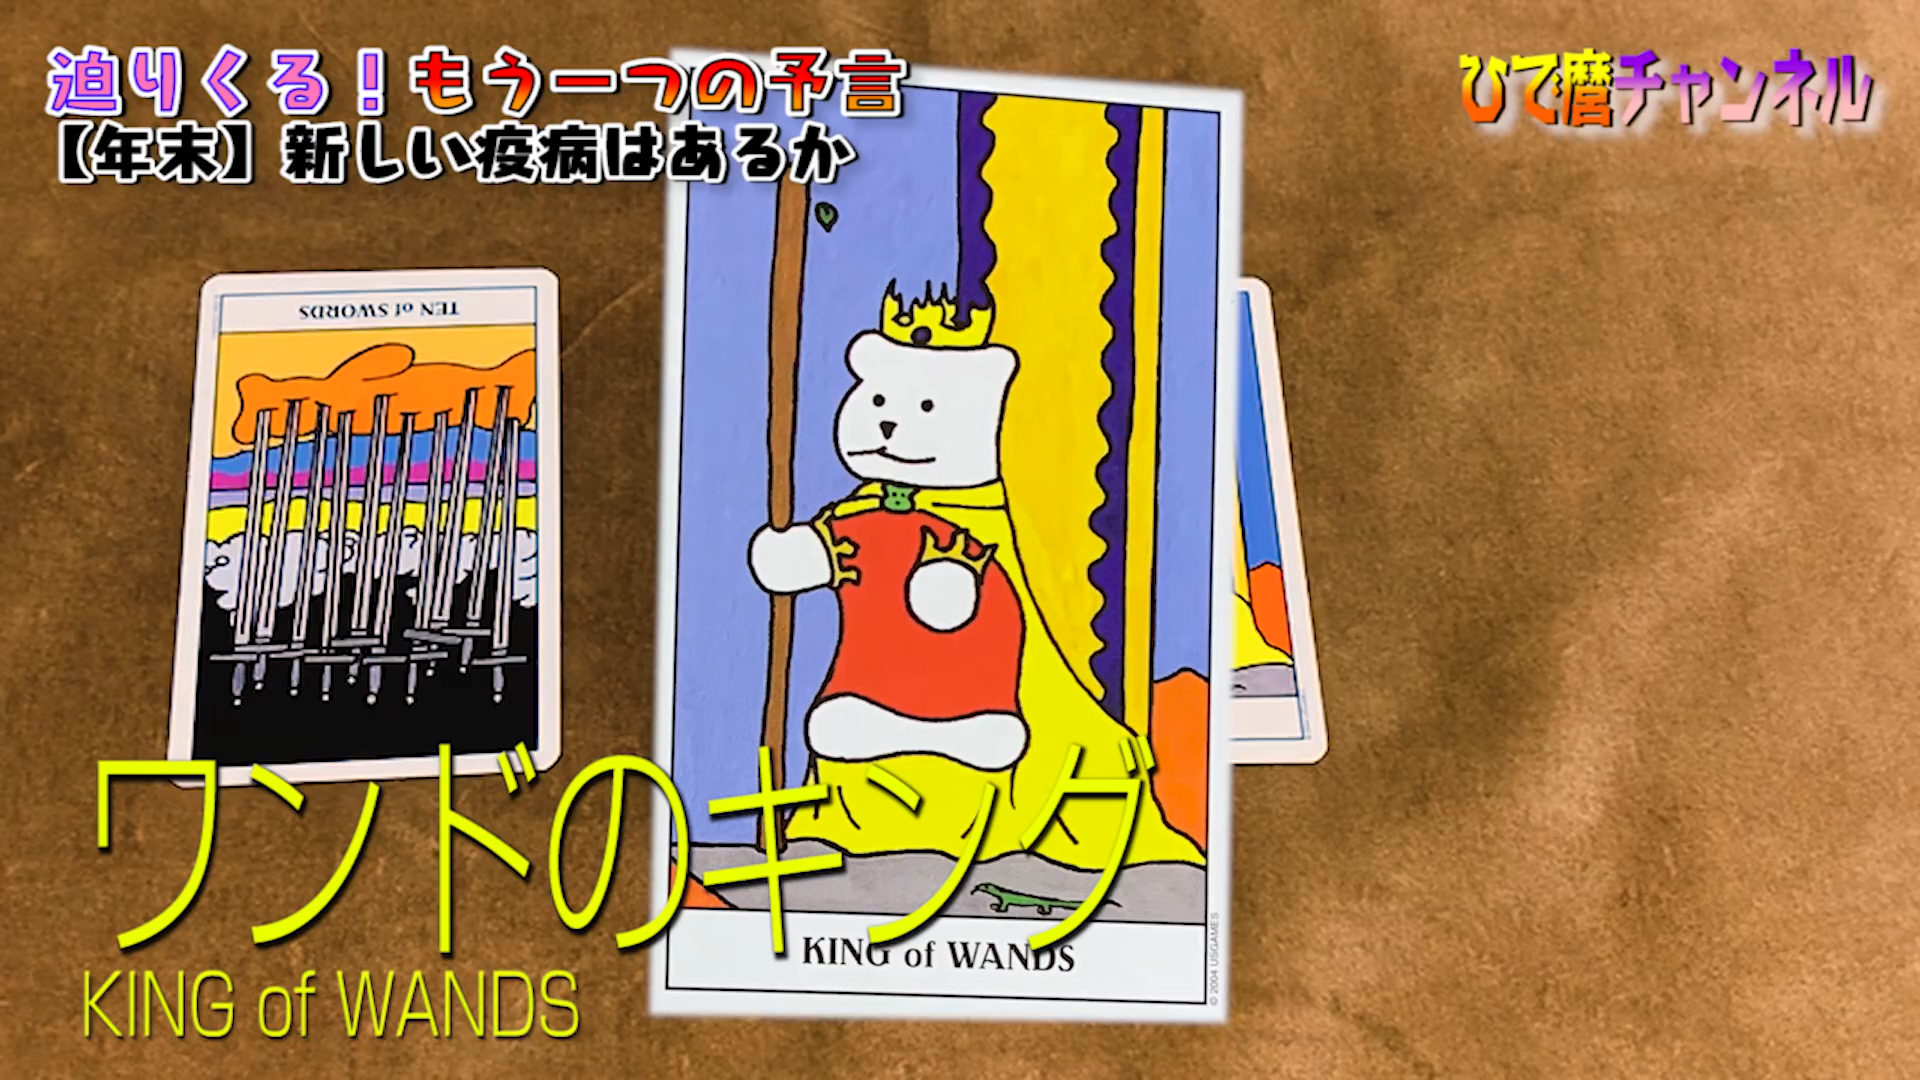 迫りくる！もう一つの予言
【年末】新しい疫病はあるか
ひで麿チャンネル
TEN of SWORDS
ワンドのキング
KING of WANDS
KING of WANDS
© 2004 USGAMES